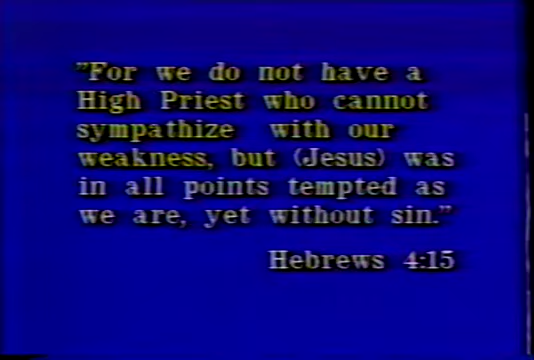 "For we do not have a
High Priest who cannot
sympathize with our
weakness, but (Jesus) was
in all points tempted as
we are, yet without sin."
Hebrews 4:15